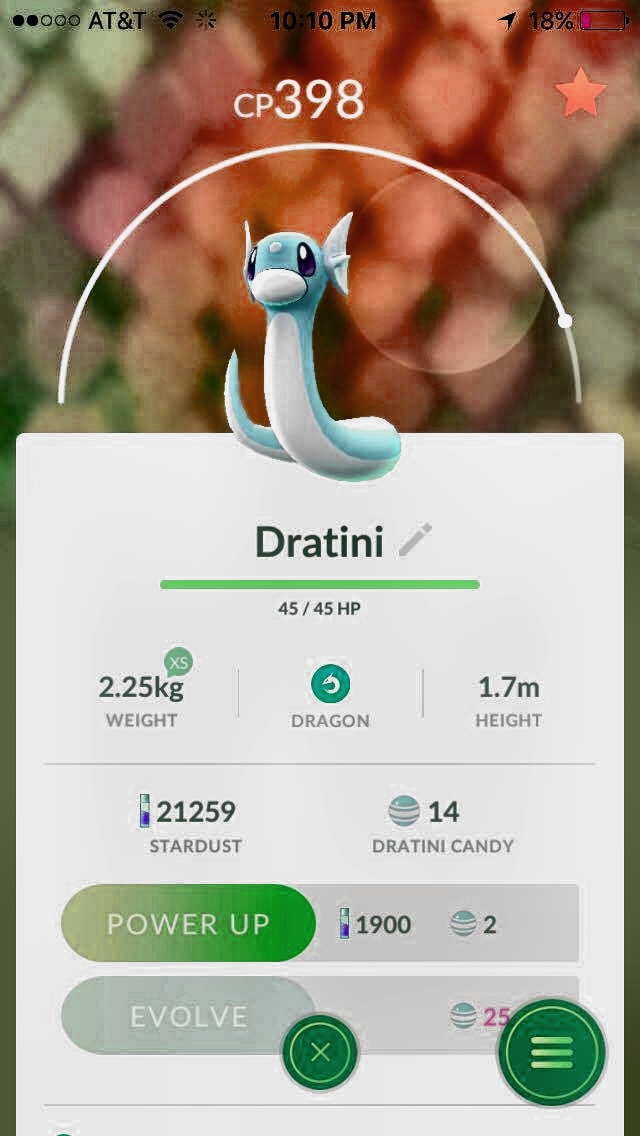 AT&T 10:10 PM 18%
CP398
Dratini
45 / 45 HP
XS
2.25kg 1.7m
WEIGHT DRAGON HEIGHT
21259 14
STARDUST DRATINI CANDY
POWER UP 1900 2
EVOLVE 25